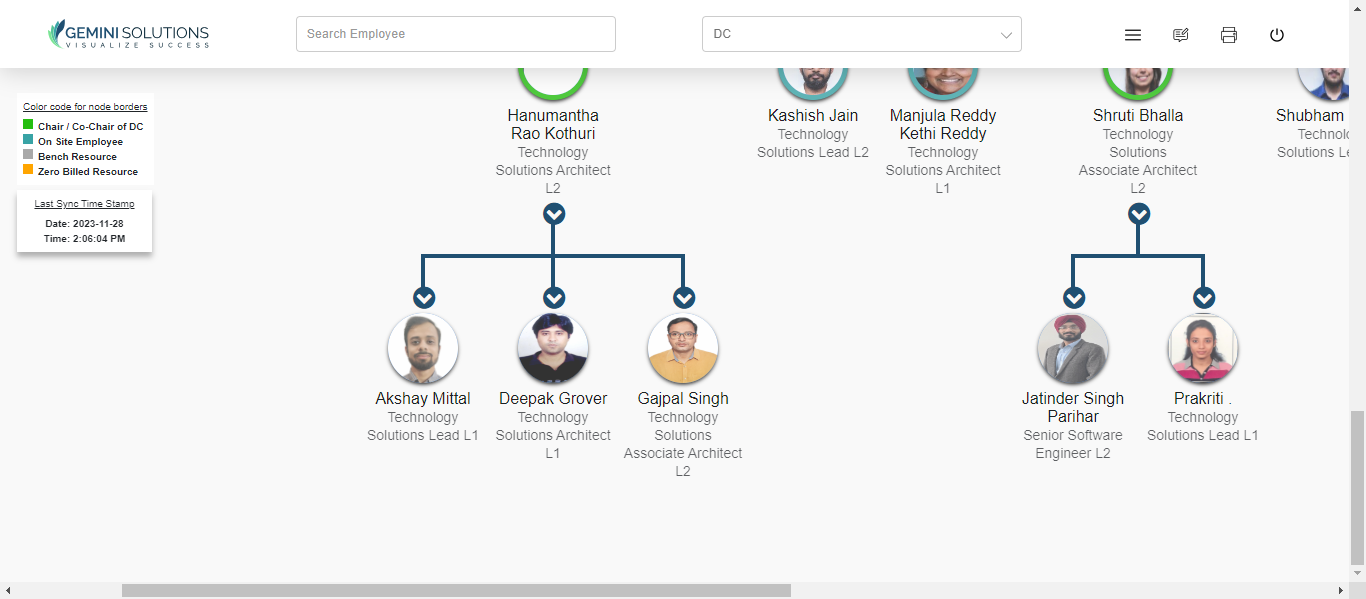 GEMINI SOLUTIONS
VISUALIZE SUCCESS
Search Employee
DC
Color code for node borders
Chair / Co-Chair of DC
On Site Employee
Bench Resource
Zero Billed Resource
Last Sync Time Stamp
Date: 2023-11-28
Time: 2:06:04 PM
Hanumantha
Rao Kothuri
Technology
Solutions Architect
L2
Kashish Jain
Technology
Solutions Lead L2
Manjula Reddy
Kethi Reddy
Technology
Solutions Architect
L1
Shruti Bhalla
Technology
Solutions
Associate Architect
L2
Shubham
Technolo
Solutions Le
Akshay Mittal
Technology
Solutions Lead L1
Deepak Grover
Technology
Solutions Architect
L1
Gajpal Singh
Technology
Solutions
Associate Architect
L2
Jatinder Singh
Parihar
Senior Software
Engineer L2
Prakriti .
Technology
Solutions Lead L1